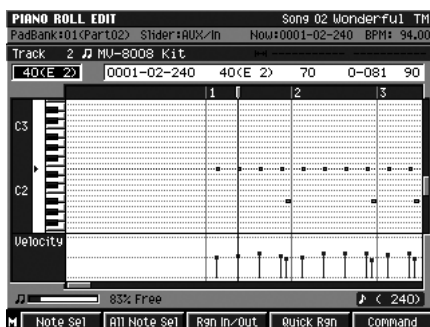 PIANO ROLL EDIT Song 02 Wonderful TM
PadBank:01(Part02) Slider:AUX/In Now:0001-02-240 BPM: 94.00
Track 2 MV-8008 Kit
40(E 2) 0001-02-240 40(E 2) 70 0-081 90
1 2 3
C3
C2
Velocity
83% Free ( 240)
M Note Sel All Note Sel Rgn In/Out Quick Rgn Command